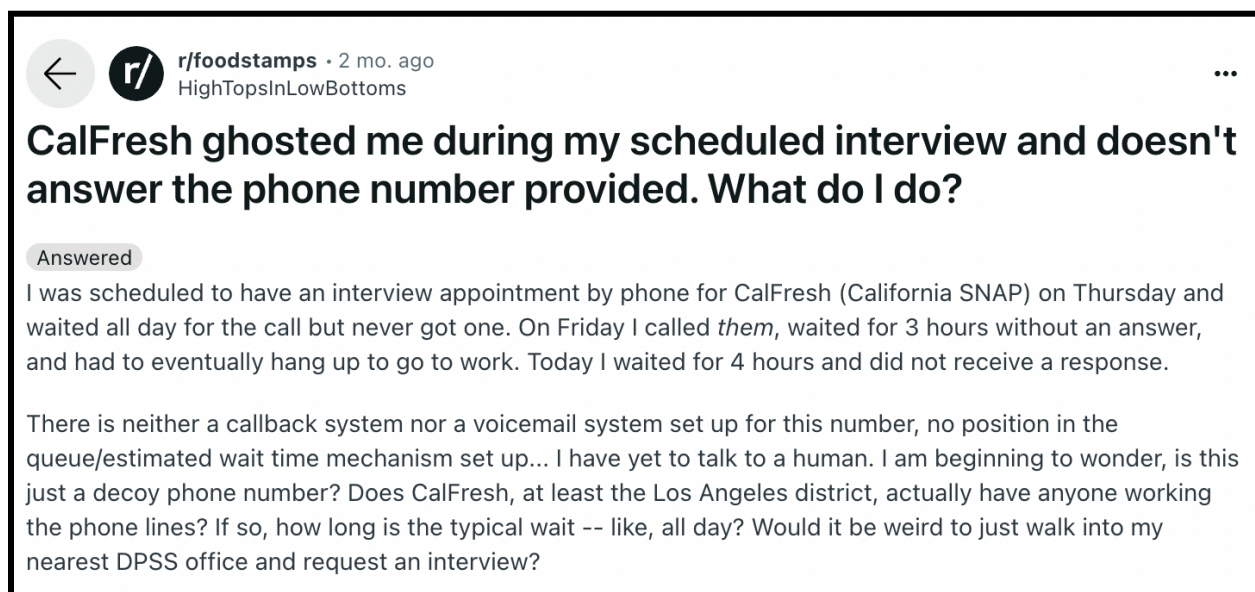 r/foodstamps • 2 mo. ago
HighTopsInLowBottoms
CalFresh ghosted me during my scheduled interview and doesn't
answer the phone number provided. What do I do?
Answered
I was scheduled to have an interview appointment by phone for CalFresh (California SNAP) on Thursday and
waited all day for the call but never got one. On Friday I called them, waited for 3 hours without an answer,
and had to eventually hang up to go to work. Today I waited for 4 hours and did not receive a response.
There is neither a callback system nor a voicemail system set up for this number, no position in the
queue/estimated wait time mechanism set up... I have yet to talk to a human. I am beginning to wonder, is this
just a decoy phone number? Does CalFresh, at least the Los Angeles district, actually have anyone working
the phone lines? If so, how long is the typical wait -- like, all day? Would it be weird to just walk into my
nearest DPSS office and request an interview?